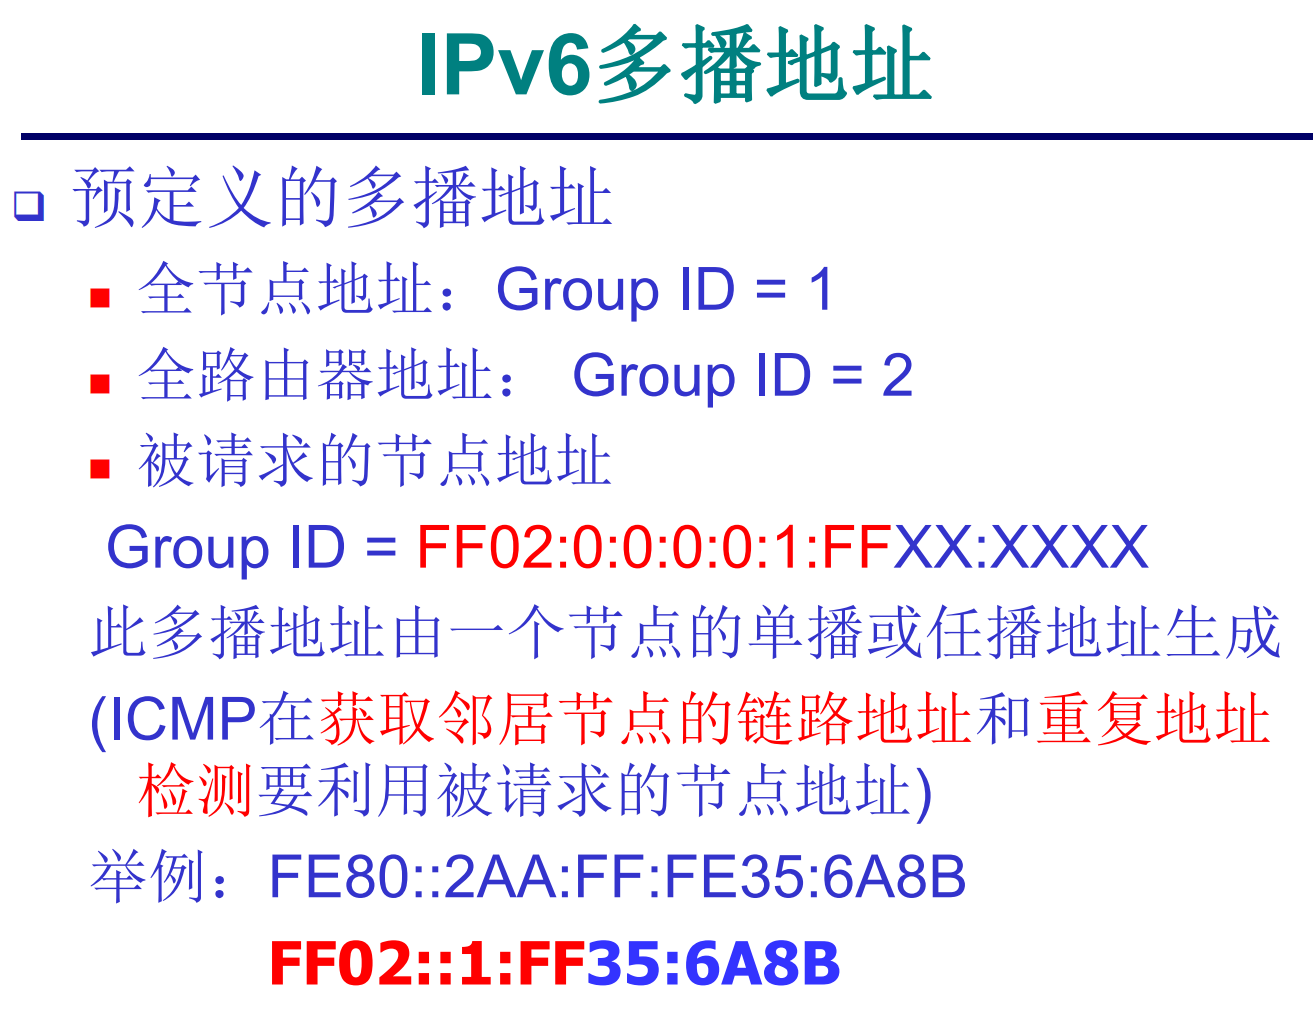 IPv6多播地址
预定义的多播地址
全节点地址：Group ID = 1
全路由器地址： Group ID = 2
被请求的节点地址
Group ID = FF02:0:0:0:0:1:FFXX:XXXX
此多播地址由一个节点的单播或任播地址生成
(ICMP在获取邻居节点的链路地址和重复地址
检测要利用被请求的节点地址)
举例：FE80::2AA:FF:FE35:6A8B
FF02::1:FF35:6A8B